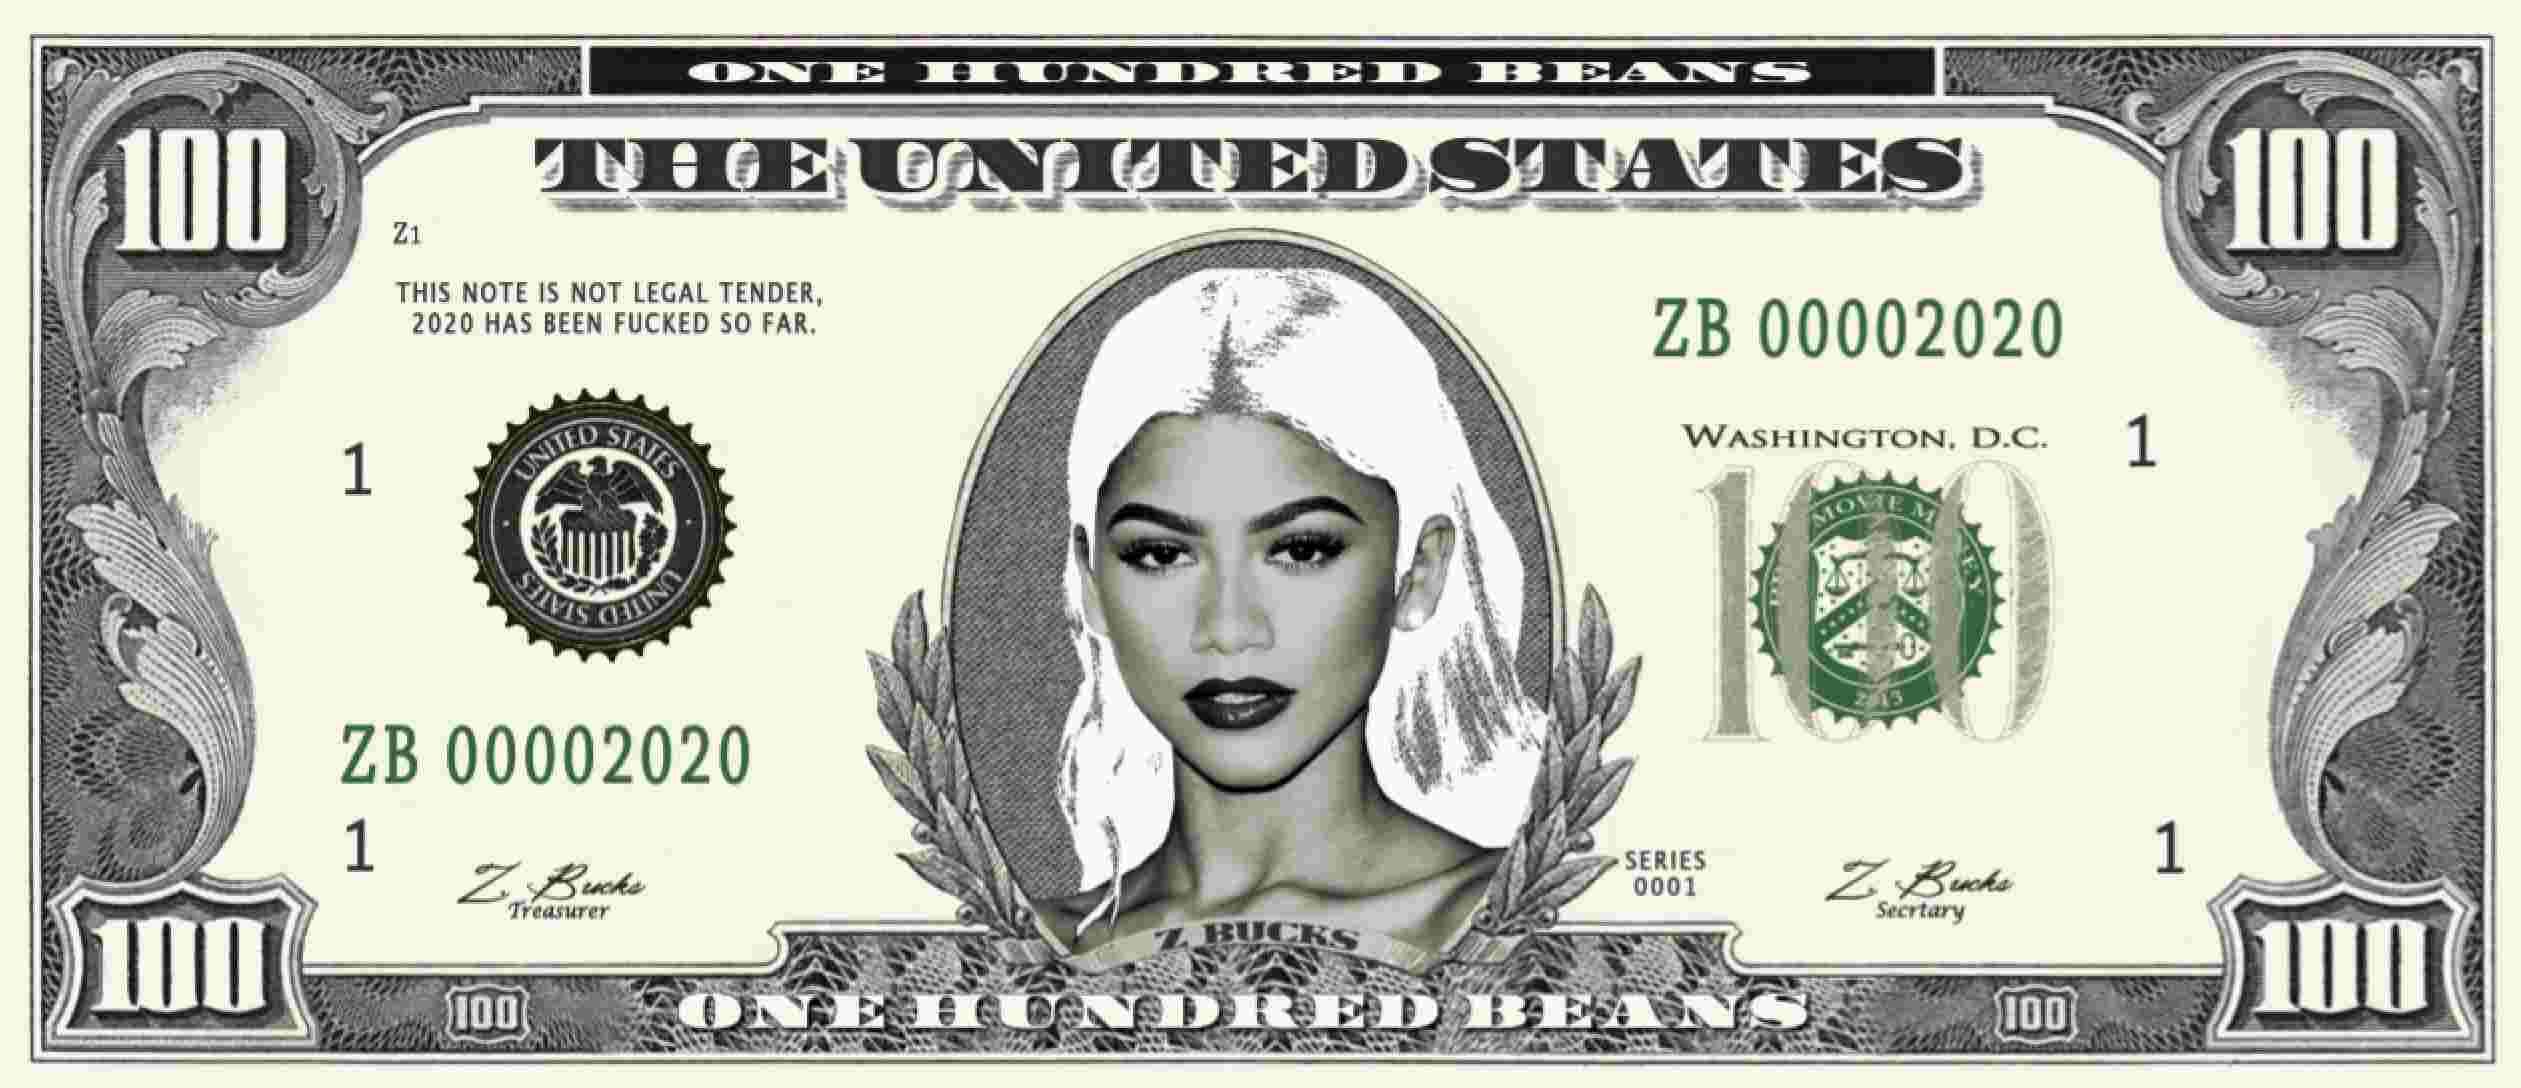 ONE HUNDRED BEANS
100
100
THE UNITED STATES
Z1
THIS NOTE IS NOT LEGAL TENDER,
2020 HAS BEEN FUCKED SO FAR.
ZB 00002020
WASHINGTON, D.C.
1
1
UNITED STATES
UNITED STATES
100
MOVIE
ZB 00002020
1
1
SERIES
0001
Z Bucks
Treasurer
Z Bucks
Secrtary
Z BUCKS
100
100
100
100
ONE HUNDRED BEANS